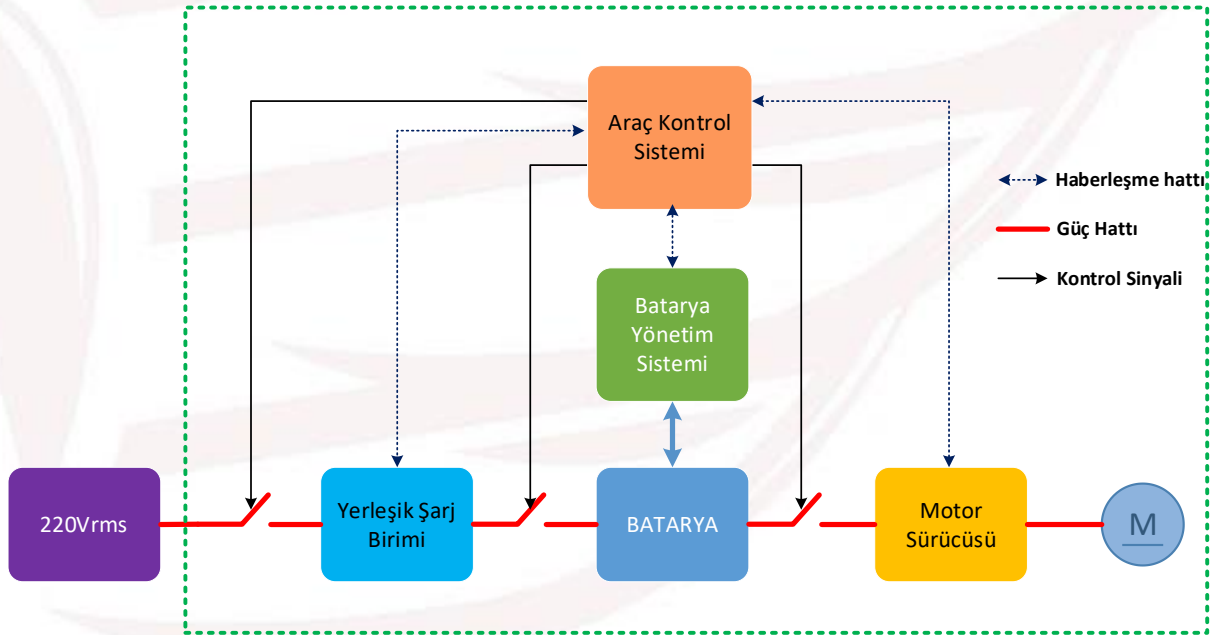 Araç Kontrol
Sistemi
Haberleşme hattı
Güç Hattı
Kontrol Sinyali
Batarya
Yönetim
Sistemi
220Vrms
Yerleşik Şarj
Birimi
BATARYA
Motor
Sürücüsü
M